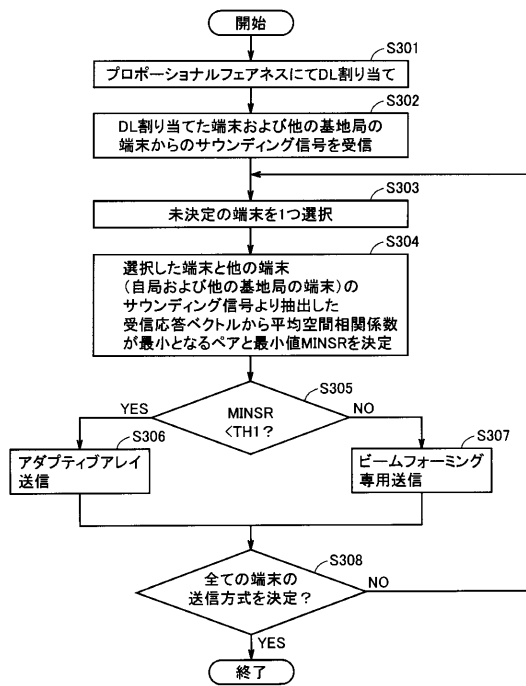 開始
S301
プロポーショナルフェアネスにてDL割り当て
S302
DL割り当てた端末および他の基地局の
端末からのサウンディング信号を受信
S303
未決定の端末を1つ選択
S304
選択した端末と他の端末
(自局および他の基地局の端末)の
サウンディング信号より抽出した
受信応答ベクトルから平均空間相関係数
が最小となるペアと最小値MINSRを決定
S305
YES
MINSR
<TH1?
NO
S306
アダプティブアレイ
送信
S307
ビームフォーミング
専用送信
S308
全ての端末の
送信方式を決定?
NO
YES
終了